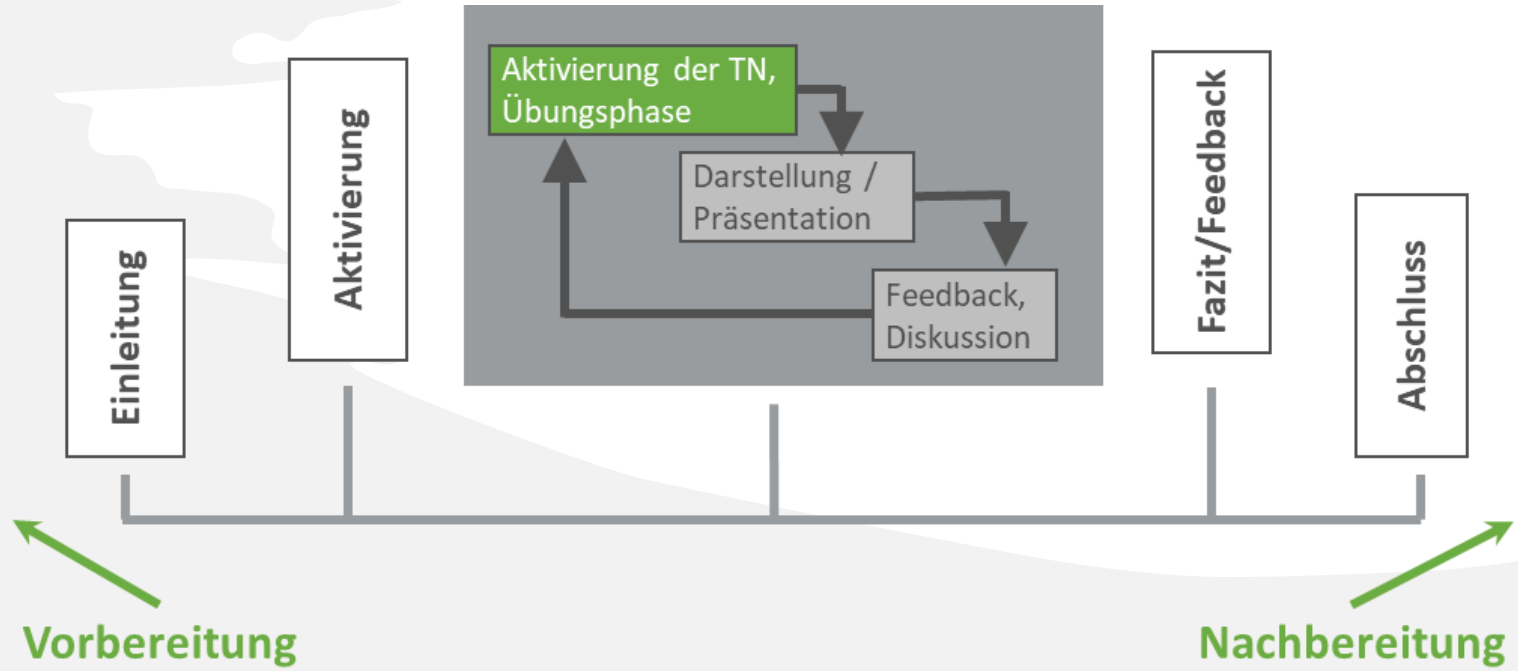 Einleitung
Aktivierung
Aktivierung der TN,
Übungsphase
Darstellung /
Präsentation
Feedback,
Diskussion
Fazit/Feedback
Abschluss
Vorbereitung
Nachbereitung